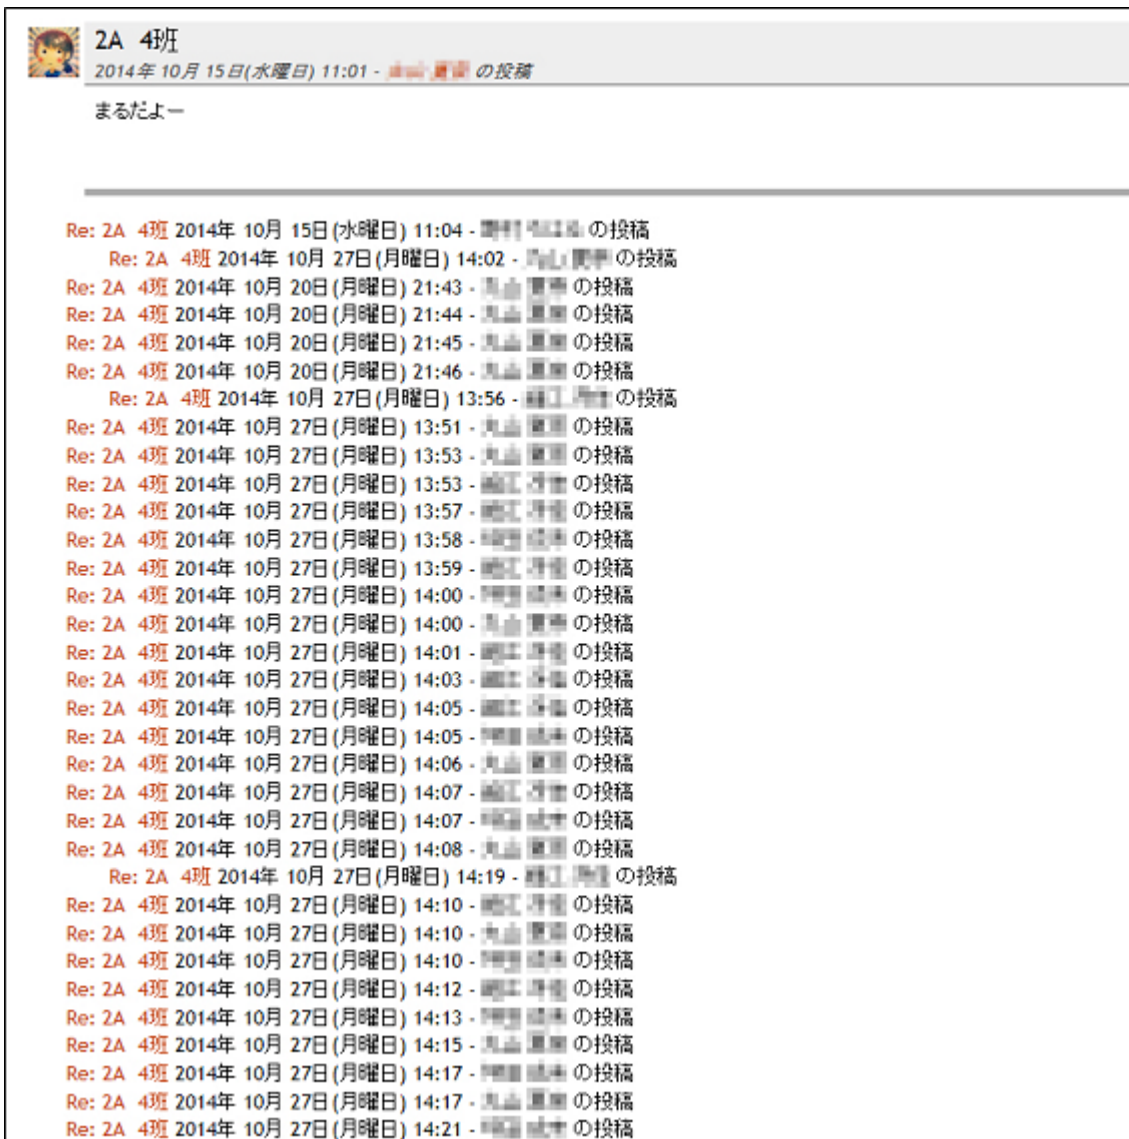 2A 4班
2014年 10月 15日(水曜日) 11:01 - の投稿
まるだよー
Re: 2A 4班 2014年 10月 15日(水曜日) 11:04 - の投稿
Re: 2A 4班 2014年 10月 27日(月曜日) 14:02 - の投稿
Re: 2A 4班 2014年 10月 20日(月曜日) 21:43 - の投稿
Re: 2A 4班 2014年 10月 20日(月曜日) 21:44 - の投稿
Re: 2A 4班 2014年 10月 20日(月曜日) 21:45 - の投稿
Re: 2A 4班 2014年 10月 20日(月曜日) 21:46 - の投稿
Re: 2A 4班 2014年 10月 27日(月曜日) 13:56 - の投稿
Re: 2A 4班 2014年 10月 27日(月曜日) 13:51 - の投稿
Re: 2A 4班 2014年 10月 27日(月曜日) 13:53 - の投稿
Re: 2A 4班 2014年 10月 27日(月曜日) 13:53 - の投稿
Re: 2A 4班 2014年 10月 27日(月曜日) 13:57 - の投稿
Re: 2A 4班 2014年 10月 27日(月曜日) 13:58 - の投稿
Re: 2A 4班 2014年 10月 27日(月曜日) 13:59 - の投稿
Re: 2A 4班 2014年 10月 27日(月曜日) 14:00 - の投稿
Re: 2A 4班 2014年 10月 27日(月曜日) 14:00 - の投稿
Re: 2A 4班 2014年 10月 27日(月曜日) 14:01 - の投稿
Re: 2A 4班 2014年 10月 27日(月曜日) 14:03 - の投稿
Re: 2A 4班 2014年 10月 27日(月曜日) 14:05 - の投稿
Re: 2A 4班 2014年 10月 27日(月曜日) 14:05 - の投稿
Re: 2A 4班 2014年 10月 27日(月曜日) 14:06 - の投稿
Re: 2A 4班 2014年 10月 27日(月曜日) 14:07 - の投稿
Re: 2A 4班 2014年 10月 27日(月曜日) 14:07 - の投稿
Re: 2A 4班 2014年 10月 27日(月曜日) 14:08 - の投稿
Re: 2A 4班 2014年 10月 27日(月曜日) 14:19 - の投稿
Re: 2A 4班 2014年 10月 27日(月曜日) 14:10 - の投稿
Re: 2A 4班 2014年 10月 27日(月曜日) 14:10 - の投稿
Re: 2A 4班 2014年 10月 27日(月曜日) 14:10 - の投稿
Re: 2A 4班 2014年 10月 27日(月曜日) 14:12 - の投稿
Re: 2A 4班 2014年 10月 27日(月曜日) 14:13 - の投稿
Re: 2A 4班 2014年 10月 27日(月曜日) 14:15 - の投稿
Re: 2A 4班 2014年 10月 27日(月曜日) 14:17 - の投稿
Re: 2A 4班 2014年 10月 27日(月曜日) 14:17 - の投稿
Re: 2A 4班 2014年 10月 27日(月曜日) 14:21 - の投稿